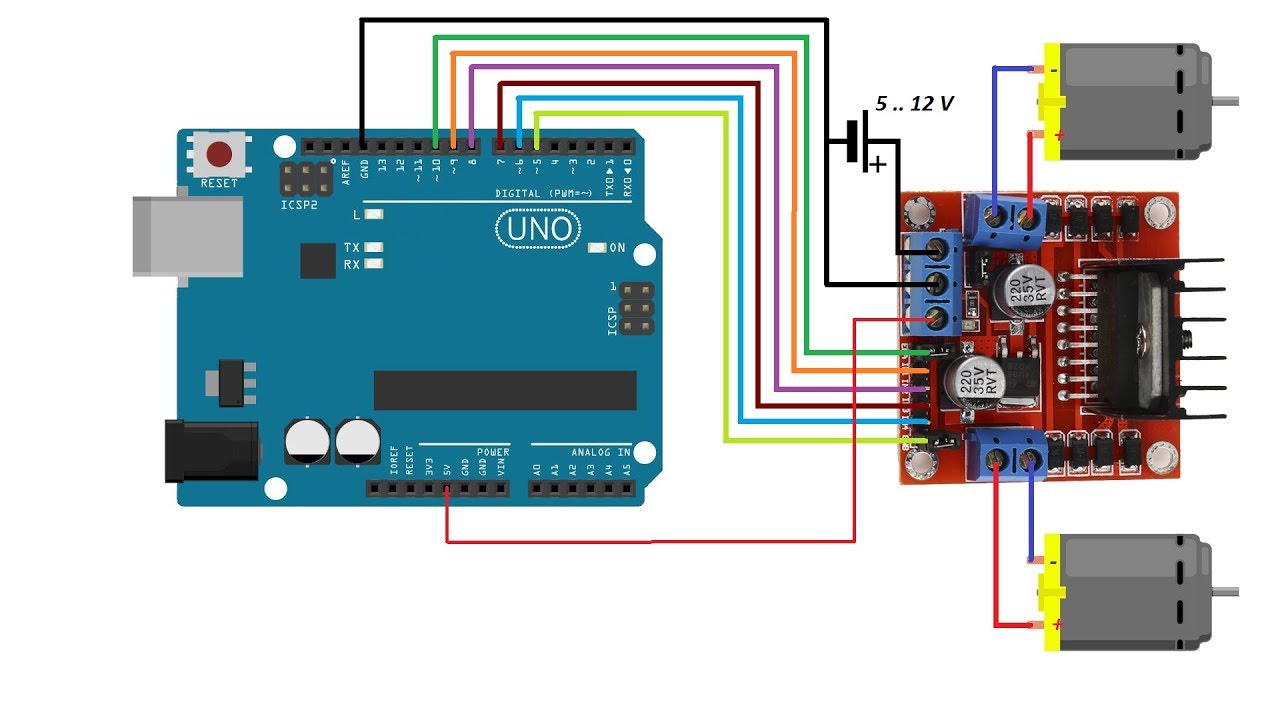 5 .. 12 V
-
+
+
RESET
ICSP2
AREF
GND
13
12
~11
~10
~9
8
7
~6
~5
4
~3
2
TX0 ▶ 1
RX0 ◀ 0
DIGITAL (PWM=~)
L
TX
RX
UNO
ON
1
ICSP
220
35V
RVT
220
35V
RVT
POWER
ANALOG IN
IOREF
RESET
3V3
5V
GND
GND
VIN
A0
A1
A2
A3
A4
A5
-
+